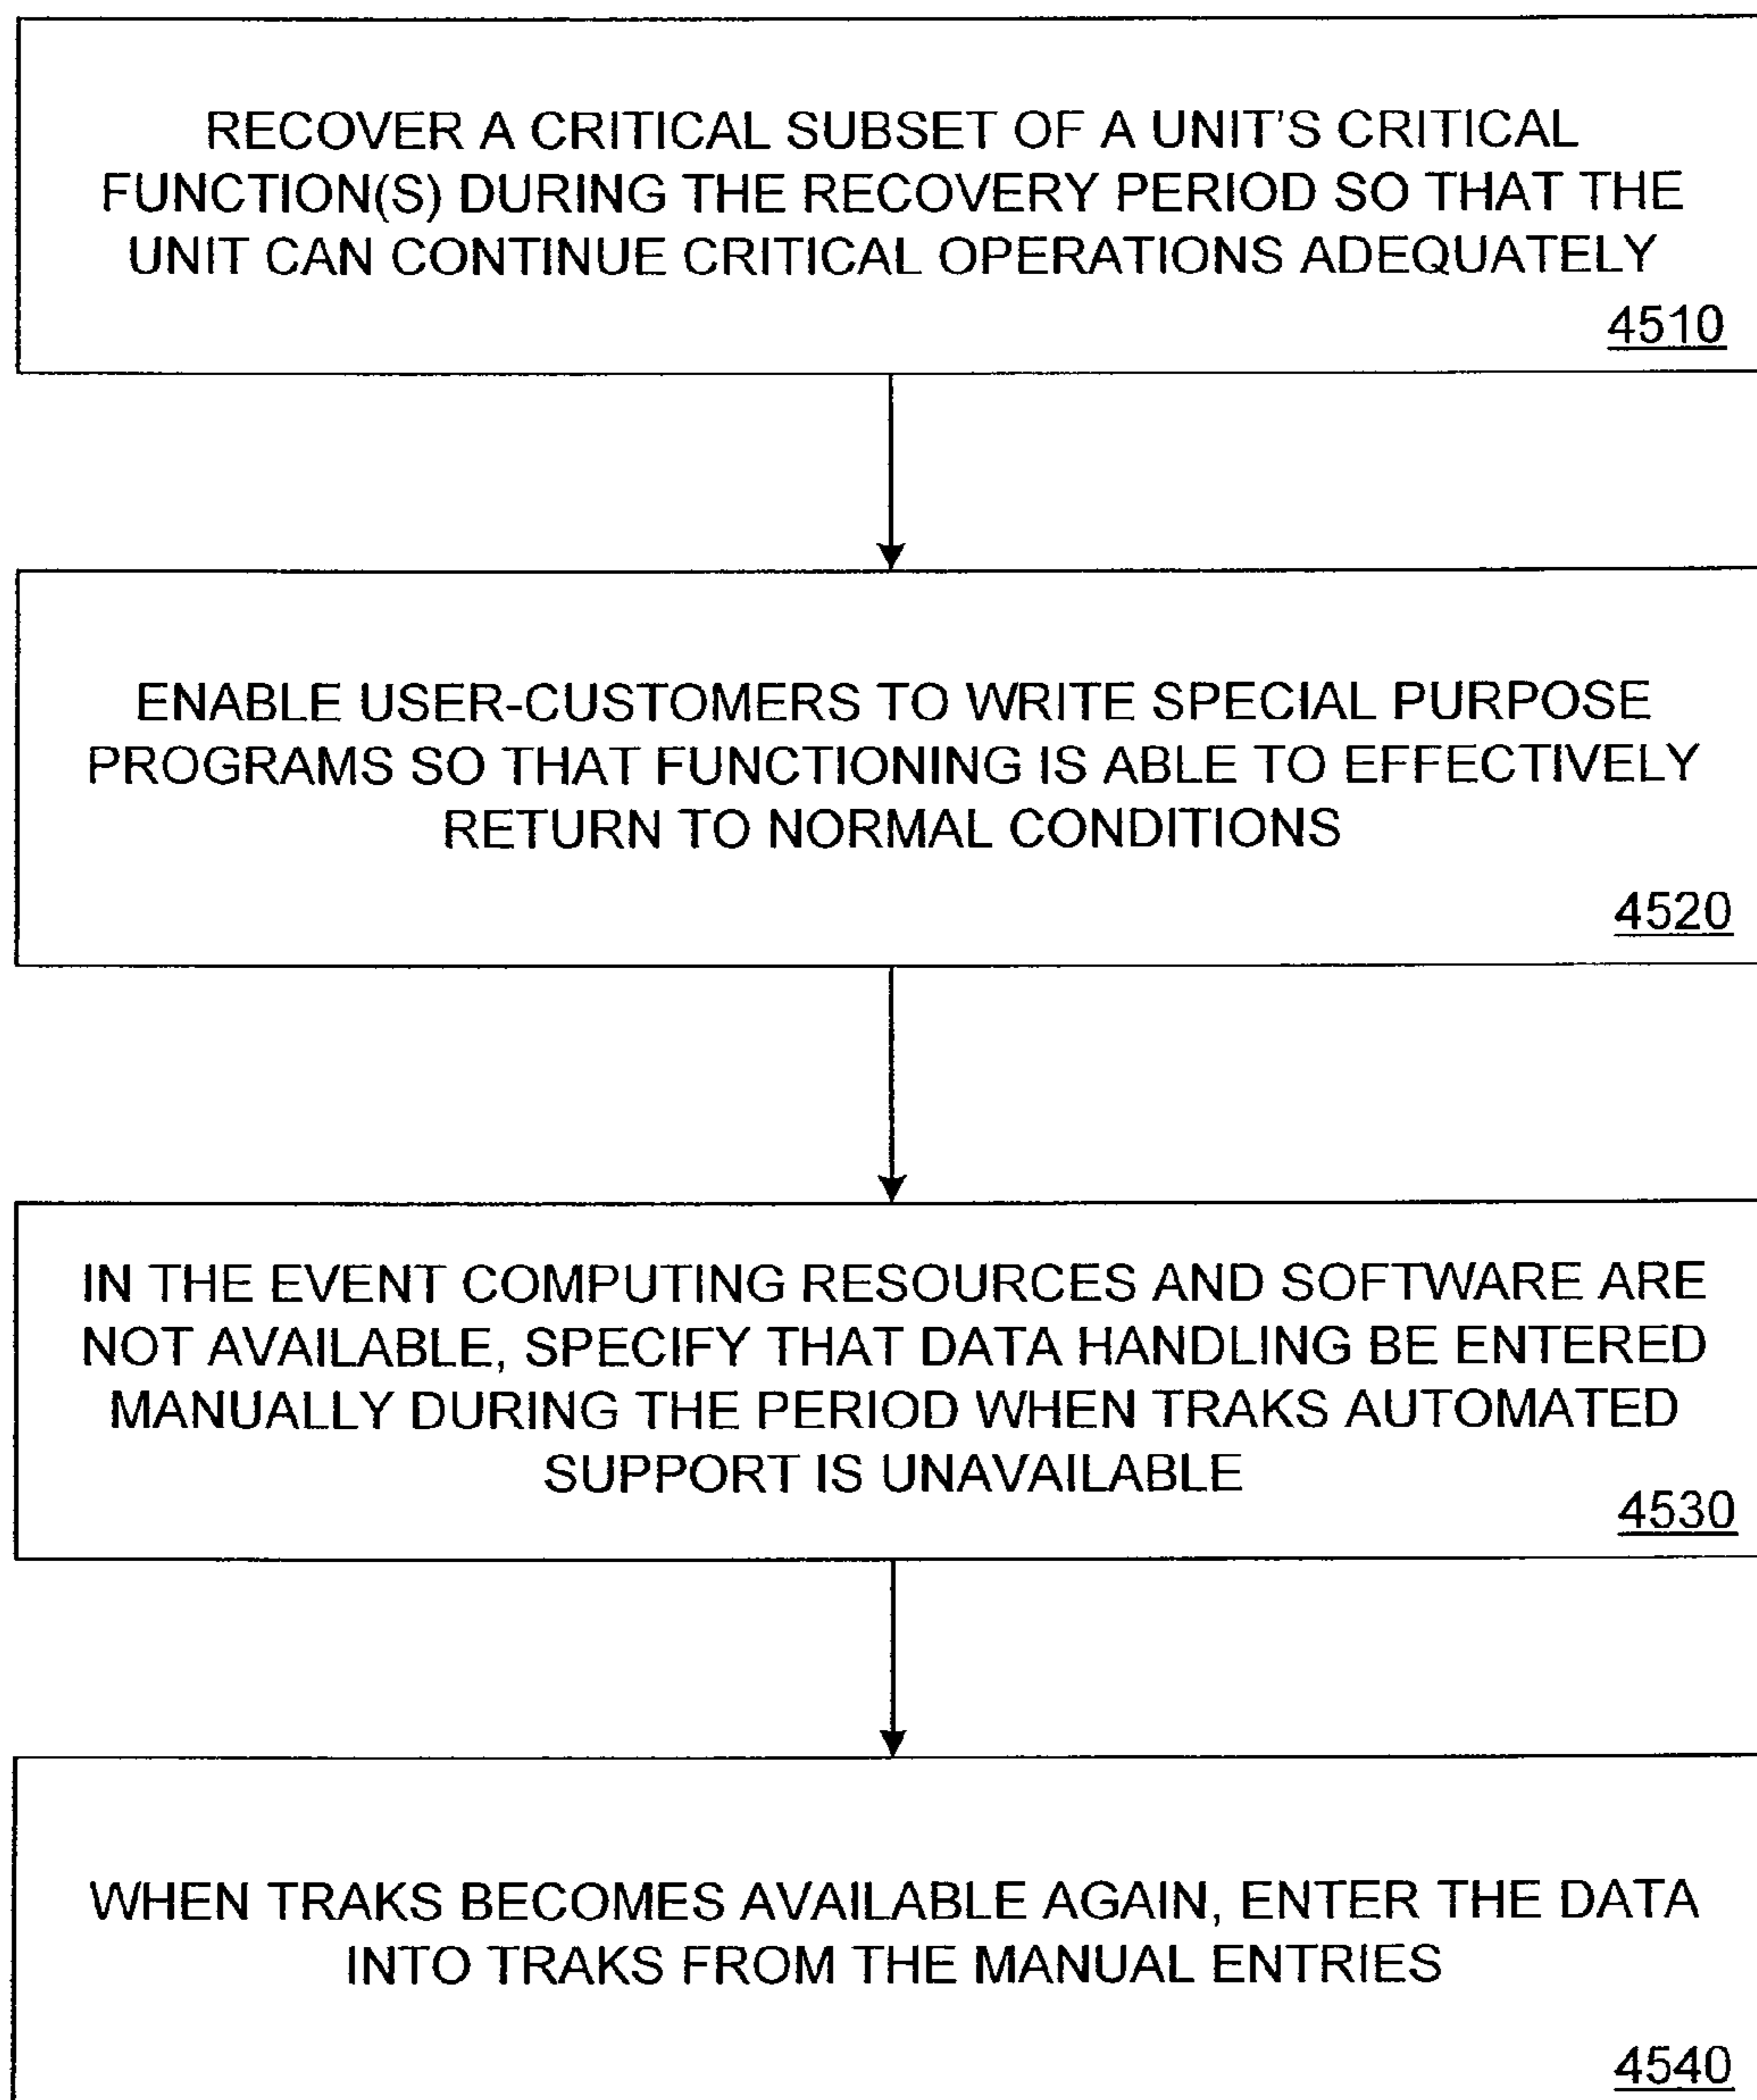 RECOVER A CRITICAL SUBSET OF A UNIT'S CRITICAL
FUNCTION(S) DURING THE RECOVERY PERIOD SO THAT THE
UNIT CAN CONTINUE CRITICAL OPERATIONS ADEQUATELY
4510
ENABLE USER-CUSTOMERS TO WRITE SPECIAL PURPOSE
PROGRAMS SO THAT FUNCTIONING IS ABLE TO EFFECTIVELY
RETURN TO NORMAL CONDITIONS
4520
IN THE EVENT COMPUTING RESOURCES AND SOFTWARE ARE
NOT AVAILABLE, SPECIFY THAT DATA HANDLING BE ENTERED
MANUALLY DURING THE PERIOD WHEN TRAKS AUTOMATED
SUPPORT IS UNAVAILABLE
4530
WHEN TRAKS BECOMES AVAILABLE AGAIN, ENTER THE DATA
INTO TRAKS FROM THE MANUAL ENTRIES
4540